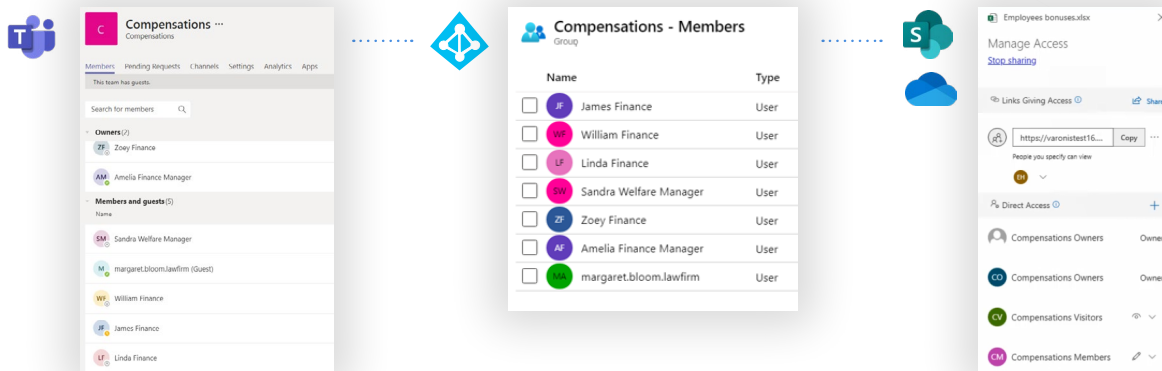 T
C
Compensations ...
Compensations
Members Pending Requests Channels Settings Analytics Apps
This team has guests.
Search for members
Owners (2)
ZF Zoey Finance
AM Amelia Finance Manager
Members and guests (5)
Name
SM Sandra Welfare Manager
M margaret.bloom.lawfirm (Guest)
WF William Finance
JF James Finance
LF Linda Finance
Compensations - Members
Group
Name Type
JF James Finance User
WF William Finance User
LF Linda Finance User
SW Sandra Welfare Manager User
ZF Zoey Finance User
AF Amelia Finance Manager User
MA margaret.bloom.lawfirm User
S
Employees bonuses.xlsx
Manage Access
Stop sharing
Links Giving Access Share
https://varonistest16.... Copy ...
People you specify can view
EH
Direct Access
Compensations Owners Owner
CO Compensations Owners Owner
CV Compensations Visitors
CM Compensations Members